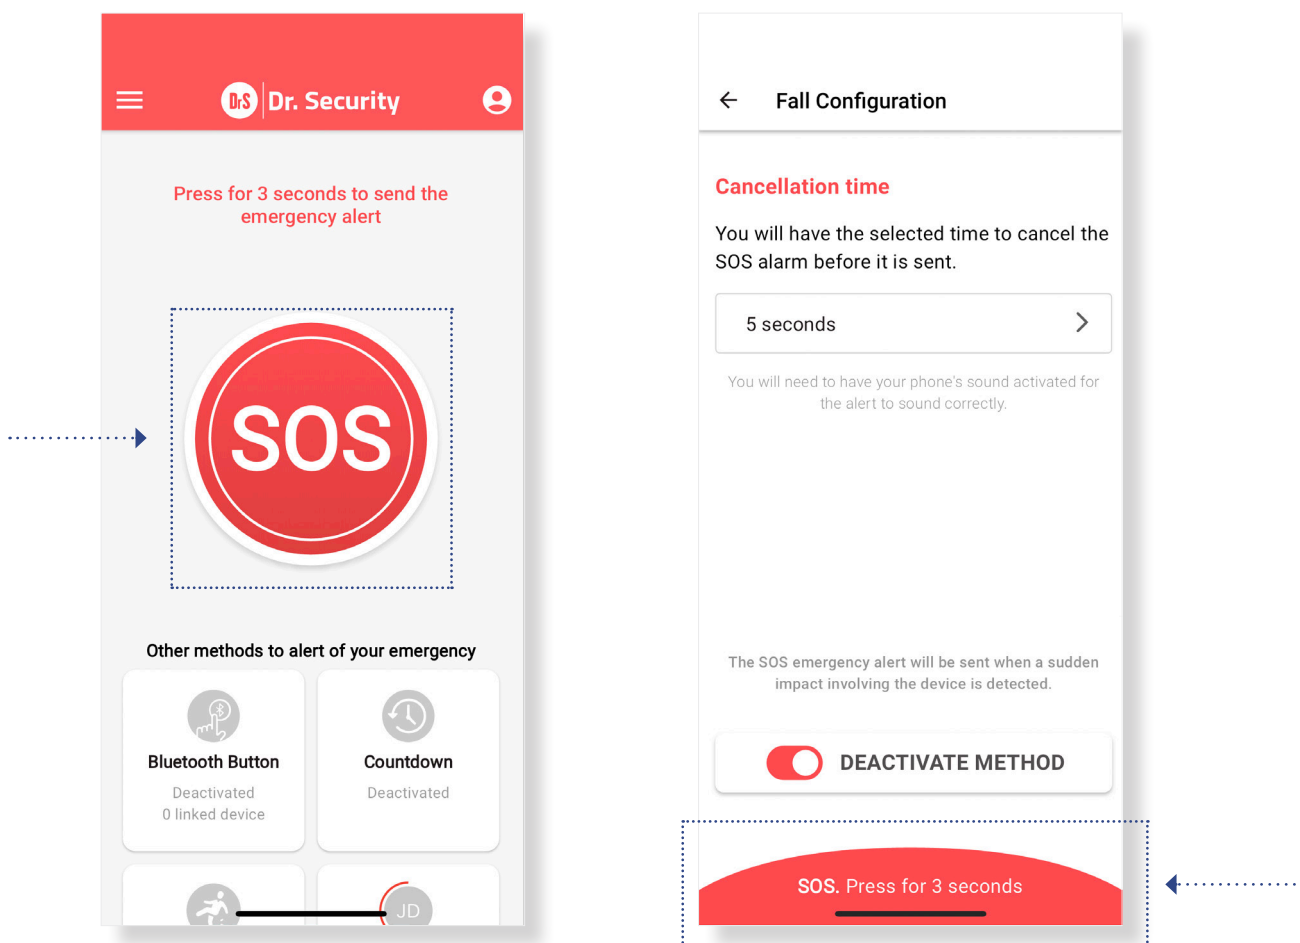 DrS Dr. Security
Press for 3 seconds to send the
emergency alert
SOS
Other methods to alert of your emergency
Bluetooth Button
Deactivated
0 linked device
Countdown
Deactivated
JD
Fall Configuration
Cancellation time
You will have the selected time to cancel the
SOS alarm before it is sent.
5 seconds
You will need to have your phone's sound activated for
the alert to sound correctly.
The SOS emergency alert will be sent when a sudden
impact involving the device is detected.
DEACTIVATE METHOD
SOS. Press for 3 seconds